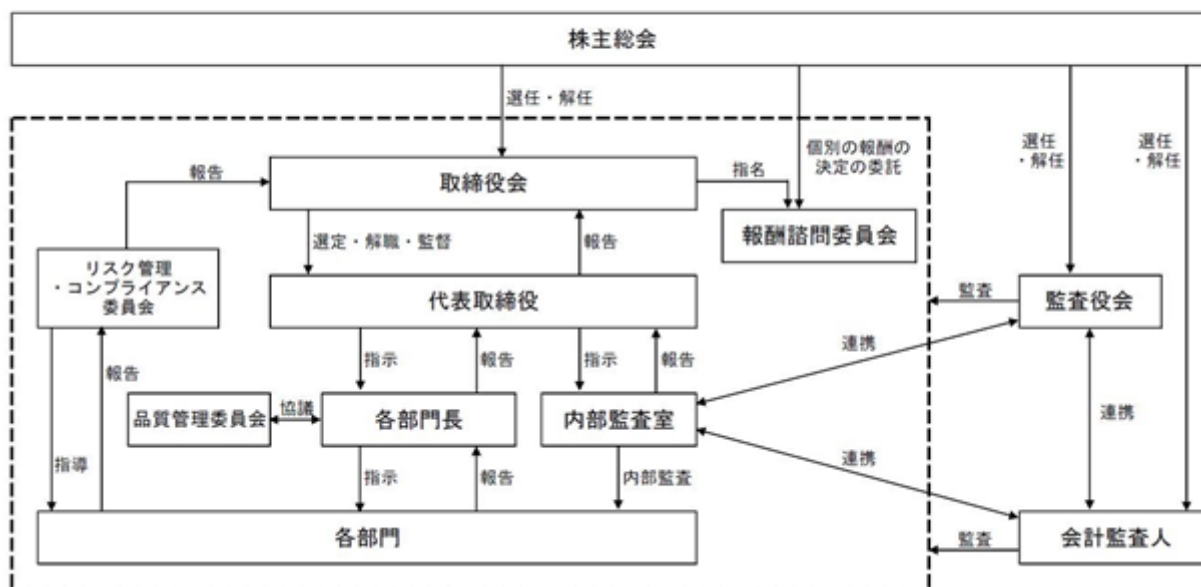 株主総会
選任・解任
個別の報酬の
決定の委託
選任
・解任
選任
・解任
報告
取締役会
指名
報酬諮問委員会
選定・解職・監督
報告
リスク管理
・コンプライアンス
委員会
代表取締役
監査
監査役会
指示
報告
指示
報告
連携
報告
品質管理委員会
協議
各部門長
内部監査室
連携
指導
指示
報告
内部監査
連携
各部門
会計監査人
監査